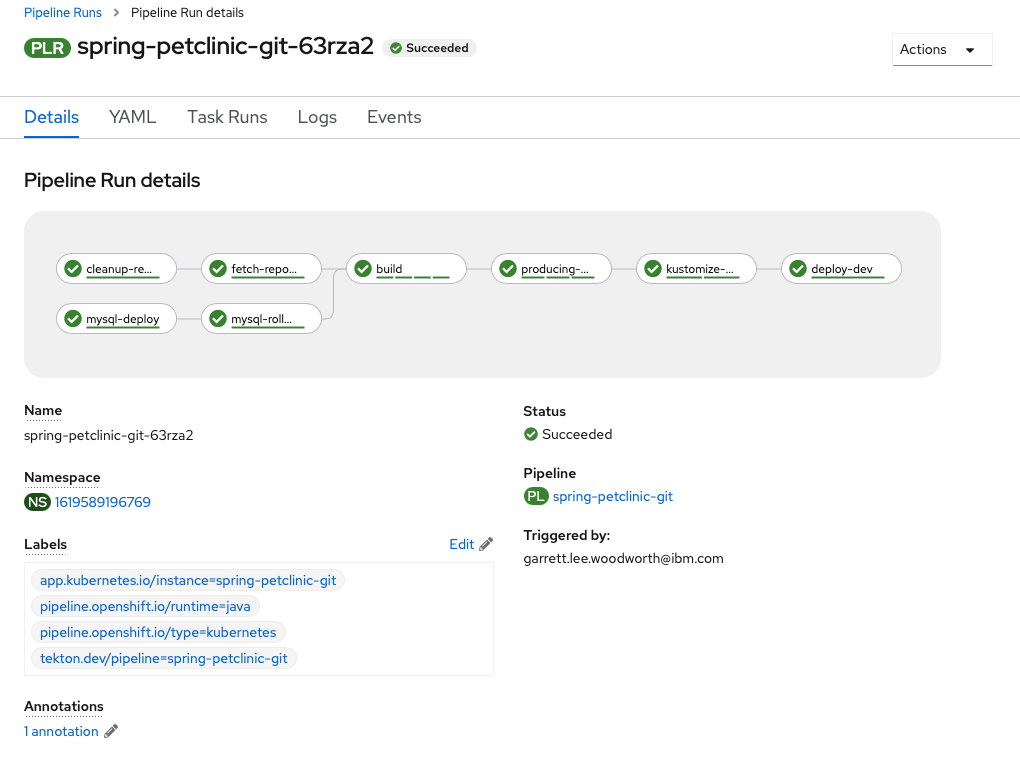 Pipeline Runs > Pipeline Run details
PLR spring-petclinic-git-63rza2 Succeeded
Actions
Details YAML Task Runs Logs Events
Pipeline Run details
cleanup-re... fetch-repo... build producing-... kustomize-... deploy-dev
mysql-deploy mysql-roll...
Name
spring-petclinic-git-63rza2
Namespace
NS 1619589196769
Labels Edit
app.kubernetes.io/instance=spring-petclinic-git
pipeline.openshift.io/runtime=java
pipeline.openshift.io/type=kubernetes
tekton.dev/pipeline=spring-petclinic-git
Annotations
1 annotation
Status
Succeeded
Pipeline
PL spring-petclinic-git
Triggered by:
garrett.lee.woodworth@ibm.com